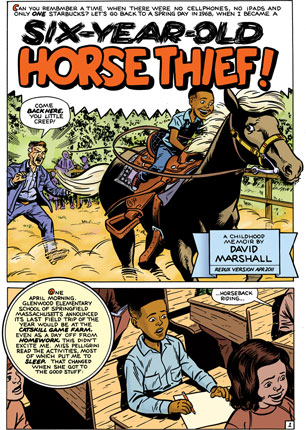 CAN YOU REMEMBER A TIME WHEN THERE WERE NO CELLPHONES, NO IPADS AND
ONLY ONE STARBUCKS? LET'S GO BACK TO A SPRING DAY IN 1968, WHEN I BECAME A
SIX-YEAR-OLD
HORSE THIEF!
COME
BACK HERE,
YOU LITTLE
CREEP!
A CHILDHOOD
MEMOIR BY
DAVID
MARSHALL
REDUX VERSION APR.2011
ONE
APRIL MORNING,
GLENWOOD ELEMENTARY
SCHOOL OF SPRINGFIELD
MASSACHUSITTS ANNOUNCED
ITS LAST FIELD TRIP OF THE
YEAR WOULD BE AT THE
CATSKILL GAME FARM.
EVEN AS A DAY OFF FROM
HOMEWORK, THIS DIDN'T
EXCITE ME. MISS PELLIGRIN
READ THE ACTIVITIES, MOST
OF WHICH PUT ME TO
SLEEP. THAT CHANGED
WHEN SHE GOT TO
"THE GOOD STUFF:
...HORSEBACK
RIDING...
1